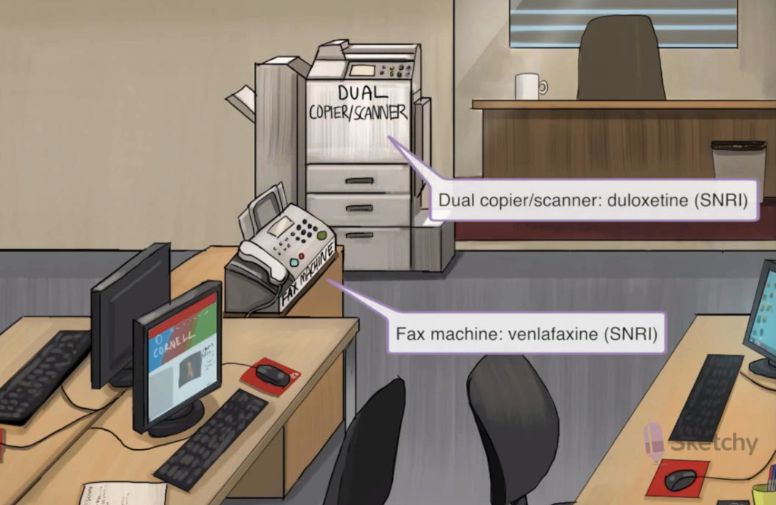 DUAL
COPIER/SCANNER
Dual copier/scanner: duloxetine (SNRI)
FAX MACHINE
Fax machine: venlafaxine (SNRI)
CORNELL
Sketchy